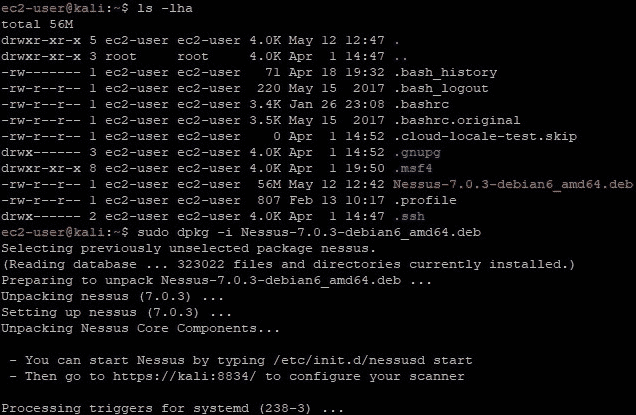 ec2-user@kali:~$ ls -lha
total 56M
drwxr-xr-x 5 ec2-user ec2-user 4.0K May 12 12:47 .
drwxr-xr-x 3 root     root     4.0K Apr  1 14:47 ..
-rw------- 1 ec2-user ec2-user   71 Apr 18 19:32 .bash_history
-rw-r--r-- 1 ec2-user ec2-user  220 May 15  2017 .bash_logout
-rw-r--r-- 1 ec2-user ec2-user 3.4K Jan 26 23:08 .bashrc
-rw-r--r-- 1 ec2-user ec2-user 3.5K May 15  2017 .bashrc.original
-rw-r--r-- 1 ec2-user ec2-user    0 Apr  1 14:52 .cloud-locale-test.skip
drwx------ 3 ec2-user ec2-user 4.0K Apr  1 14:52 .gnupg
drwxr-xr-x 8 ec2-user ec2-user 4.0K Apr  1 19:50 .msf4
-rw-r--r-- 1 ec2-user ec2-user  56M May 12 12:42 Nessus-7.0.3-debian6_amd64.deb
-rw-r--r-- 1 ec2-user ec2-user  807 Feb 13 10:17 .profile
drwx------ 2 ec2-user ec2-user 4.0K Apr  1 14:47 .ssh
ec2-user@kali:~$ sudo dpkg -i Nessus-7.0.3-debian6_amd64.deb
Selecting previously unselected package nessus.
(Reading database ... 323022 files and directories currently installed.)
Preparing to unpack Nessus-7.0.3-debian6_amd64.deb ...
Unpacking nessus (7.0.3) ...
Setting up nessus (7.0.3) ...
Unpacking Nessus Core Components...
 - You can start Nessus by typing /etc/init.d/nessusd start
 - Then go to https://kali:8834/ to configure your scanner
Processing triggers for systemd (238-3) ...